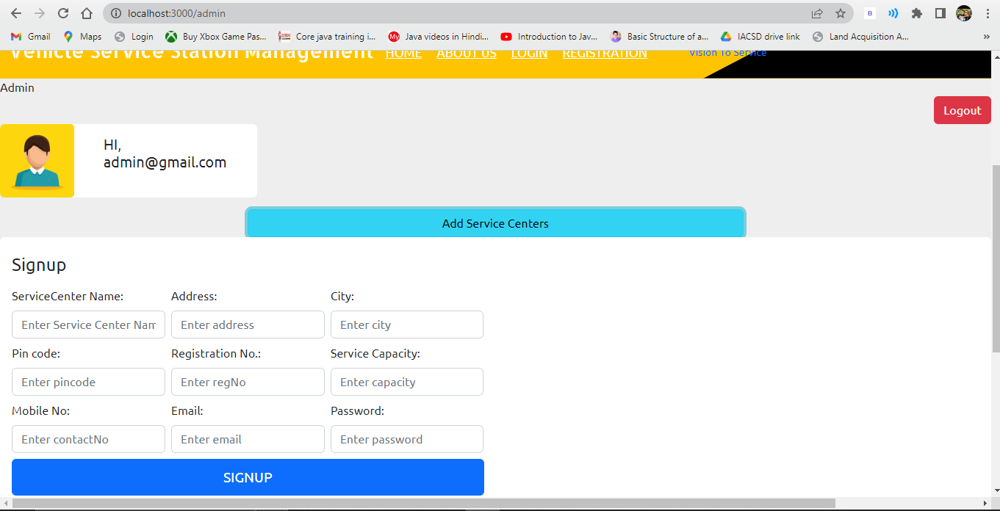 localhost:3000/admin
B
Gmail Maps Login Buy Xbox Game Pas... Core java training i... My Java videos in Hindi... Introduction to Jav... Basic Structure of a... IACSD drive link Land Acquisition A... »
Vehicle Service Station Management HOME ABOUT US LOGIN REGISTRATION Vision To Service
Admin
Logout
HI,
admin@gmail.com
Add Service Centers
Signup
ServiceCenter Name: Address: City:
Enter Service Center Nam Enter address Enter city
Pin code: Registration No.: Service Capacity:
Enter pincode Enter regNo Enter capacity
Mobile No: Email: Password:
Enter contactNo Enter email Enter password
SIGNUP